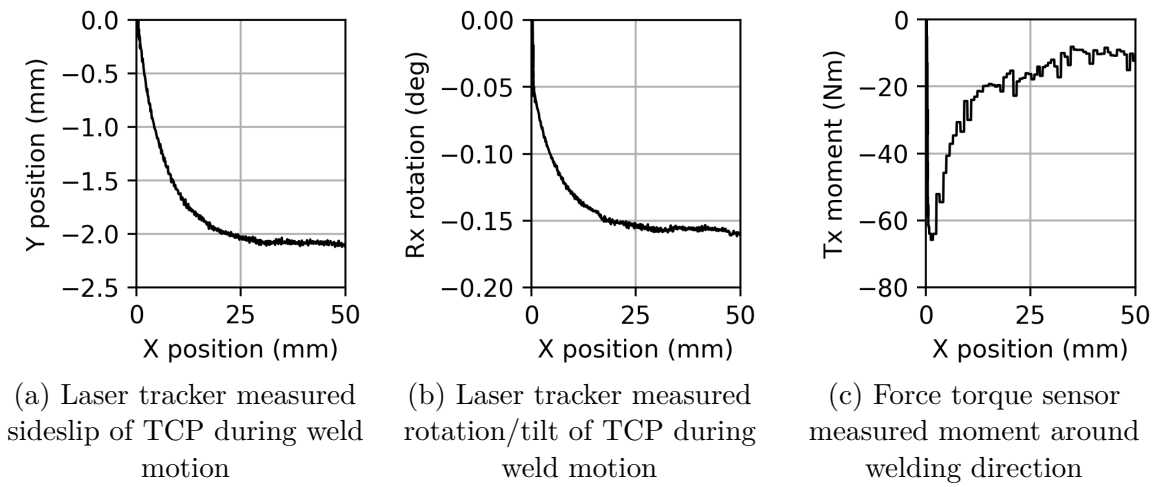 0.0
−0.5
−1.0
−1.5
−2.0
−2.5
0
25
50
Y position (mm)
X position (mm)
0.00
−0.05
−0.10
−0.15
−0.20
0
25
50
Rx rotation (deg)
X position (mm)
0
−20
−40
−60
−80
0
25
50
Tx moment (Nm)
X position (mm)
(a) Laser tracker measured
sideslip of TCP during weld
motion
(b) Laser tracker measured
rotation/tilt of TCP during
weld motion
(c) Force torque sensor
measured moment around
welding direction